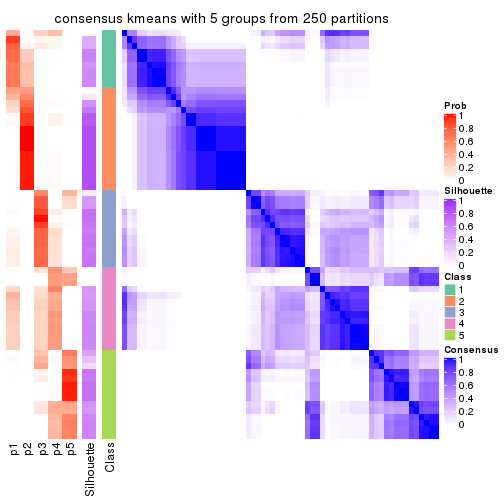 consensus kmeans with 5 groups from 250 partitions
Prob
1
0.8
0.6
0.4
0.2
0
Silhouette
1
0.8
0.6
0.4
0.2
0
Class
1
2
3
4
5
Consensus
1
0.8
0.6
0.4
0.2
0
p1
p2
p3
p4
p5
Silhouette
Class